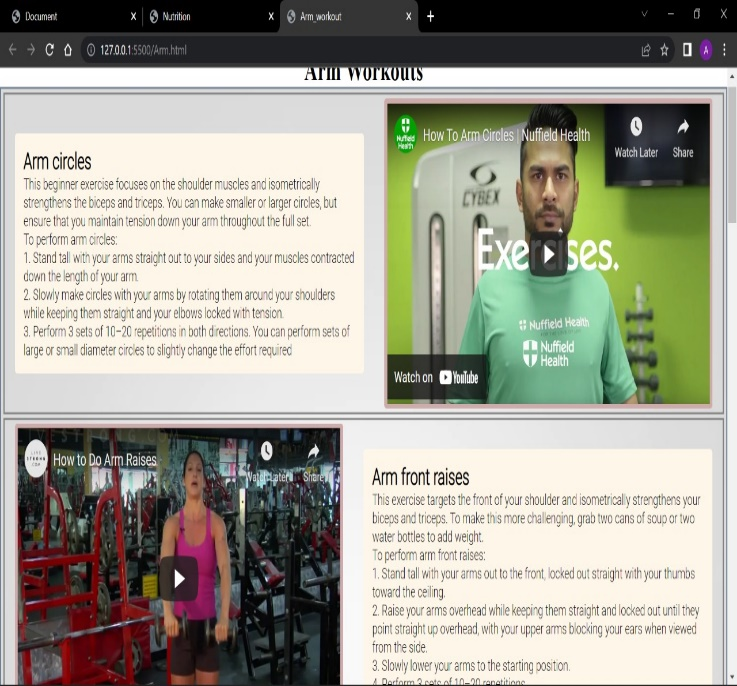 Document
Nutrition
Arm_workout
127.0.0.1:5500/Arm.html
A
Arm Workouts
Arm circles
This beginner exercise focuses on the shoulder muscles and isometrically
strengthens the biceps and triceps. You can make smaller or larger circles, but
ensure that you maintain tension down your arm throughout the full set.
To perform arm circles:
1. Stand tall with your arms straight out to your sides and your muscles contracted
down the length of your arm.
2. Slowly make circles with your arms by rotating them around your shoulders
while keeping them straight and your elbows locked with tension.
3. Perform 3 sets of 10–20 repetitions in both directions. You can perform sets of
large or small diameter circles to slightly change the effort required
Nuffield
Health
How To Arm Circles | Nuffield Health
Watch Later
Share
CYBEX
Exercises.
Nuffield Health
Nuffield
Health
Watch on YouTube
LIVE
STRONG
.COM
How to Do Arm Raises
Watch Later
Share
Arm front raises
This exercise targets the front of your shoulder and isometrically strengthens your
biceps and triceps. To make this more challenging, grab two cans of soup or two
water bottles to add weight.
To perform arm front raises:
1. Stand tall with your arms out to the front, locked out straight with your thumbs
toward the ceiling.
2. Raise your arms overhead while keeping them straight and locked out until they
point straight up overhead, with your upper arms blocking your ears when viewed
from the side.
3. Slowly lower your arms to the starting position.
4. Perform 3 sets of 10–20 repetitions.